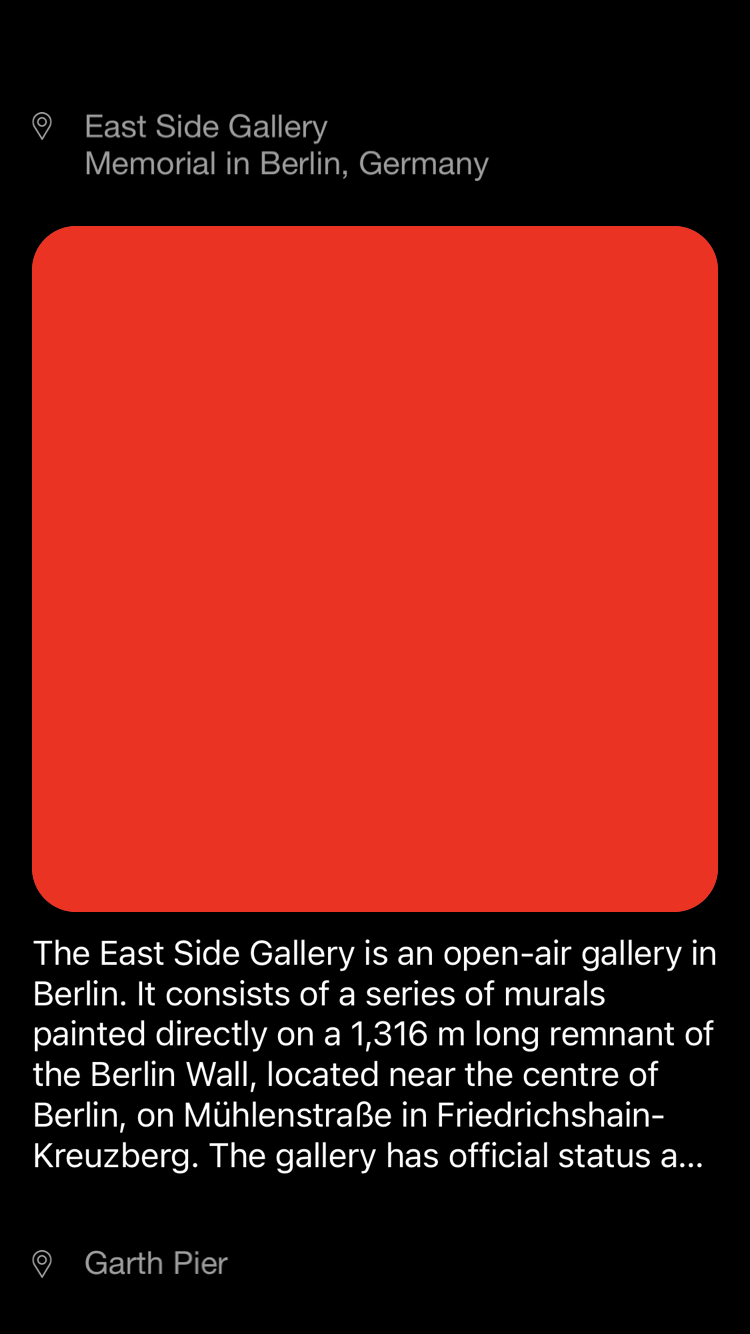 East Side Gallery
Memorial in Berlin, Germany
The East Side Gallery is an open-air gallery in
Berlin. It consists of a series of murals
painted directly on a 1,316 m long remnant of
the Berlin Wall, located near the centre of
Berlin, on Mühlenstraße in Friedrichshain-
Kreuzberg. The gallery has official status a...
Garth Pier